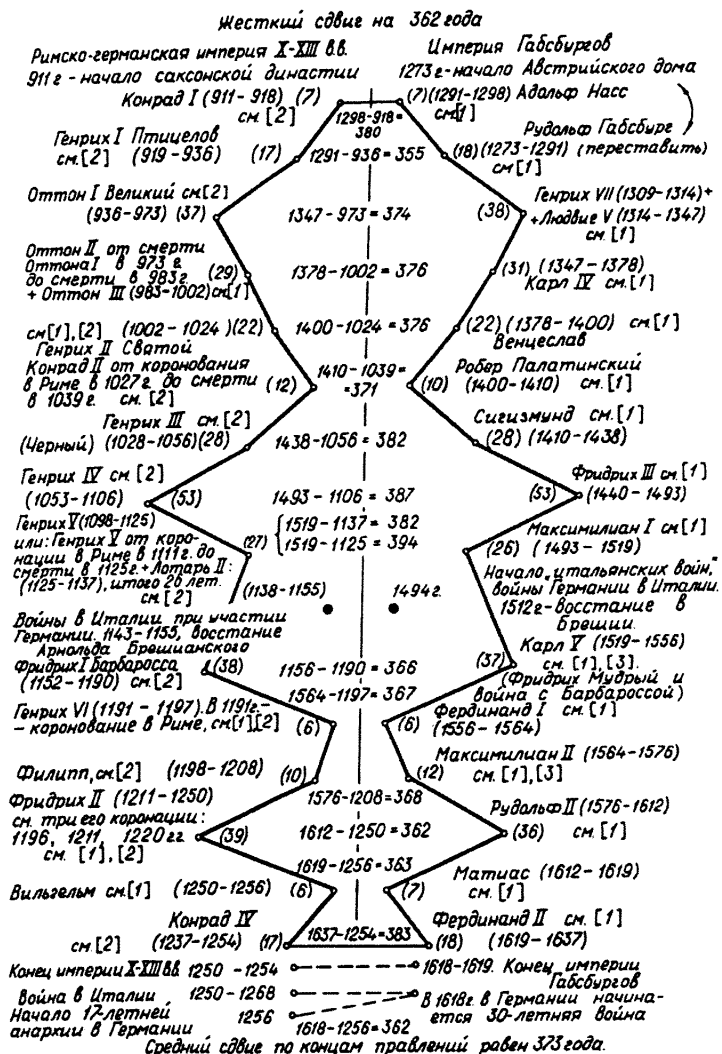 Жесткий сдвиг на 362 года
Римско-германская империя X-XIII в.в.
911 г - начало саксонской династии
Конрад I (911-918) (7)
см. [2]
Генрих I Птицелов
см. [2] (919-936) (17)
Оттон I Великий см. [2]
(936-973) (37)
Оттон II от смерти
Оттона I в 973 г.
до смерти в 983 г. (29)
+ Оттон III (983-1002) см. [1]
см [1], [2] (1002-1024) (22)
Генрих II Святой
Конрад II от коронования
в Риме в 1027 г. до смерти (12)
в 1039 г. см. [2]
Генрих III см. [2]
(Черный) (1028-1056) (28)
Генрих IV см. [2]
(1053-1106) (53)
Генрих V (1098-1125)
или: Генрих V от коро-
нации в Риме в 1111 г. до (27)
смерти в 1125 г. + Лотарь II:
(1125-1137), итого 26 лет.
см. [2] (1138-1155)
Войны в Италии при участии
Германии. 1143-1155, восстание
Арнольда Брешианского
Фридрих I Барбаросса (38)
(1152-1190) см. [2]
Генрих VI (1191-1197). В 1191 г. -
- коронование в Риме, см. [1], [2] (6)
Филипп, см. [2] (1198-1208) (10)
Фридрих II (1211-1250)
см. три его коронации:
1196, 1211, 1220 гг. (39)
см. [1], [2]
Вильгельм см. [1] (1250-1256) (6)
Конрад IV
см. [2] (1237-1254) (17)
1298-918=
380
1291-936=355
1347-973=374
1378-1002=376
1400-1024=376
1410-1039=
=371
1438-1056=382
1493-1106=387
1519-1137=382
1519-1125=394
1494 г.
1156-1190=366
1564-1197=367
1576-1208=368
1612-1250=362
1619-1256=363
1637-1254=383
Империя Габсбургов
1273 г - начало Австрийского дома
(7) (1291-1298) Адольф Насс
см [1]
Рудольф Габсбург
(18) (1273-1291) (переставить)
см [1]
Генрих VII (1309-1314) +
(38) + Людвиг V (1314-1347)
см. [1]
(31) (1347-1378)
Карл IV см. [1]
(22) (1378-1400) см. [1]
Венцеслав
Робер Палатинский
(10) (1400-1410) см. [1]
Сигизмунд см. [1]
(28) (1410-1438)
Фридрих III см. [1]
(53) (1440-1493)
Максимилиан I см [1]
(26) (1493-1519)
Начало „итальянских войн,"
войны Германии в Италии.
1512 г - восстание в
Брешии.
Карл V (1519-1556)
(37) см. [1], [3].
(Фридрих Мудрый и
война с Барбароссой)
Фердинанд I см. [1]
(6) (1556-1564)
Максимилиан II (1564-1576)
(12) см. [1], [3]
Рудольф II (1576-1612)
(36) см. [1]
Матиас (1612-1619)
(7) см. [1]
Фердинанд II см. [1]
(18) (1619-1637)
Конец империи X-XIII в.в. 1250-1254 1618-1619. Конец империи
Габсбургов
Война в Италии 1250-1268
Начало 17-летней 1256
анархии в Германии
В 1618 г. в Германии начина-
ется 30-летняя война
1618-1256=362
Средний сдвиг по концам правлений равен 373 года.